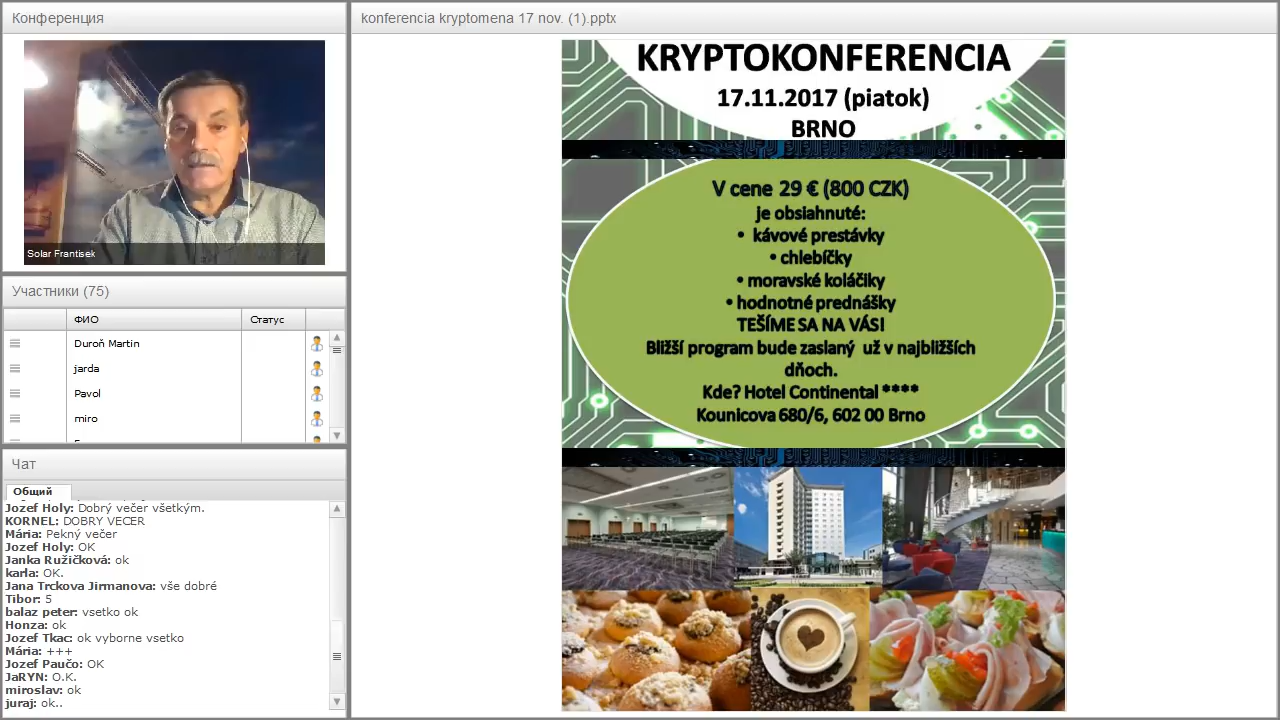 Конференция
Solar Frantisek
Участники (75)
ФИО
Статус
Duroň Martin
jarda
Pavol
miro
Чат
Общий
Jozef Holy: Dobrý večer všetkým.
KORNEL: DOBRY VECER
Mária: Pekný večer
Jozef Holy: OK
Janka Ružičková: ok
karla: OK.
Jana Trckova Jirmanova: vše dobré
Tibor: a
balaz peter: vsetko ok
Honza: ok
Jozef Tkac: ok vyborne vsetko
Mária: +++
Jozef Paučo: OK
JaRYN: O.K.
miroslav: ok
juraj: ok..
konferencia kryptomena 17 nov. (1).pptx
KRYPTOKONFERENCIA
17.11.2017 (piatok)
BRNO
V cene 29 € (800 CZK)
je obsiahnuté:
• kávové prestávky
• chlebíčky
• moravské koláčiky
• hodnotné prednášky
TEŠÍME SA NA VÁS!
Bližší program bude zaslaný už v najbližších
dňoch.
Kde? Hotel Continental ****
Kounicova 680/6, 602 00 Brno